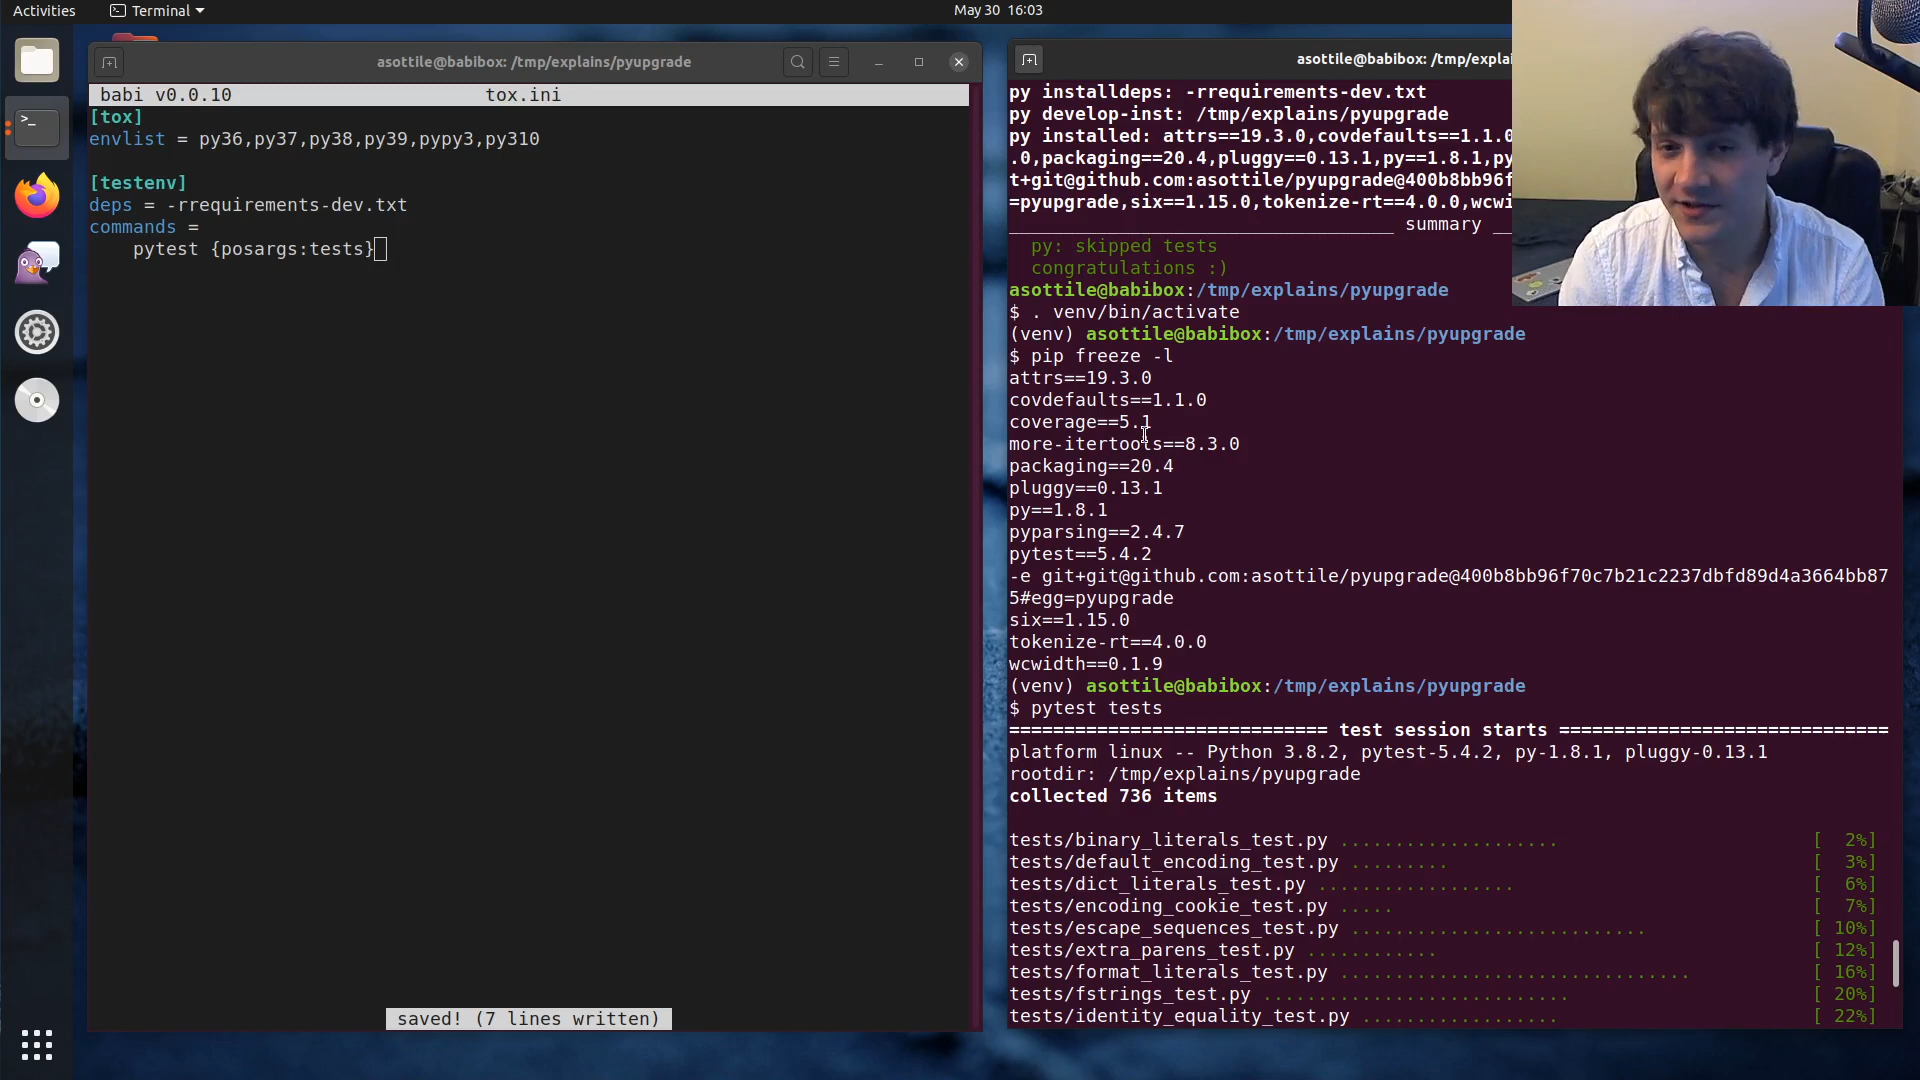 Activities
Terminal
May 30 16:03
asottile@babibox: /tmp/explains/pyupgrade
babi v0.0.10 tox.ini
[tox]
envlist = py36,py37,py38,py39,pypy3,py310
[testenv]
deps = -rrequirements-dev.txt
commands =
pytest {posargs:tests}
saved! (7 lines written)
asottile@babibox: /tmp/explai
py installdeps: -rrequirements-dev.txt
py develop-inst: /tmp/explains/pyupgrade
py installed: attrs==19.3.0,covdefaults==1.1.0
.0,packaging==20.4,pluggy==0.13.1,py==1.8.1,py
t+git@github.com:asottile/pyupgrade@400b8bb96f
=pyupgrade,six==1.15.0,tokenize-rt==4.0.0,wcwi
___________________________________ summary __
py: skipped tests
congratulations :)
asottile@babibox:/tmp/explains/pyupgrade
$ . venv/bin/activate
(venv) asottile@babibox:/tmp/explains/pyupgrade
$ pip freeze -l
attrs==19.3.0
covdefaults==1.1.0
coverage==5.1
more-itertools==8.3.0
packaging==20.4
pluggy==0.13.1
py==1.8.1
pyparsing==2.4.7
pytest==5.4.2
-e git+git@github.com:asottile/pyupgrade@400b8bb96f70c7b21c2237dbfd89d4a3664bb87
5#egg=pyupgrade
six==1.15.0
tokenize-rt==4.0.0
wcwidth==0.1.9
(venv) asottile@babibox:/tmp/explains/pyupgrade
$ pytest tests
============================= test session starts ==============================
platform linux -- Python 3.8.2, pytest-5.4.2, py-1.8.1, pluggy-0.13.1
rootdir: /tmp/explains/pyupgrade
collected 736 items
tests/binary_literals_test.py .................... [ 2%]
tests/default_encoding_test.py ......... [ 3%]
tests/dict_literals_test.py .................. [ 6%]
tests/encoding_cookie_test.py ..... [ 7%]
tests/escape_sequences_test.py ........................... [ 10%]
tests/extra_parens_test.py ............ [ 12%]
tests/format_literals_test.py ................................ [ 16%]
tests/fstrings_test.py ............................ [ 20%]
tests/identity_equality_test.py .................. [ 22%]